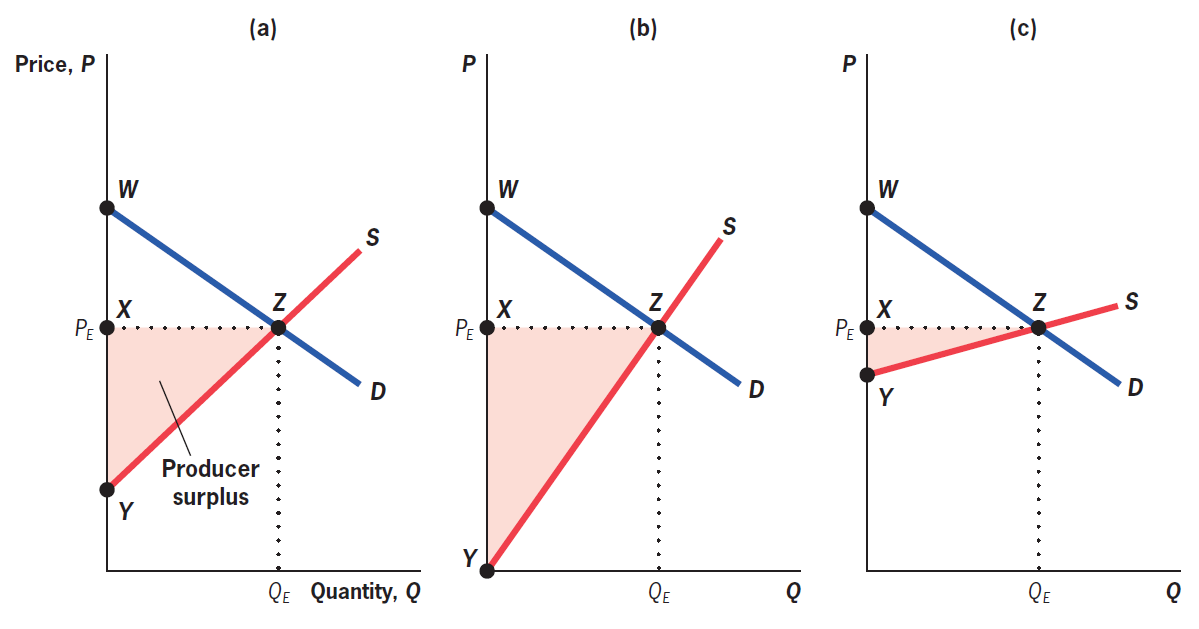 (a)
Price, P
W
S
X
Z
PE
D
Producer
surplus
Y
QE
Quantity, Q
(b)
P
W
S
X
Z
PE
D
Y
QE
Q
(c)
P
W
X
Z
S
PE
D
Y
QE
Q